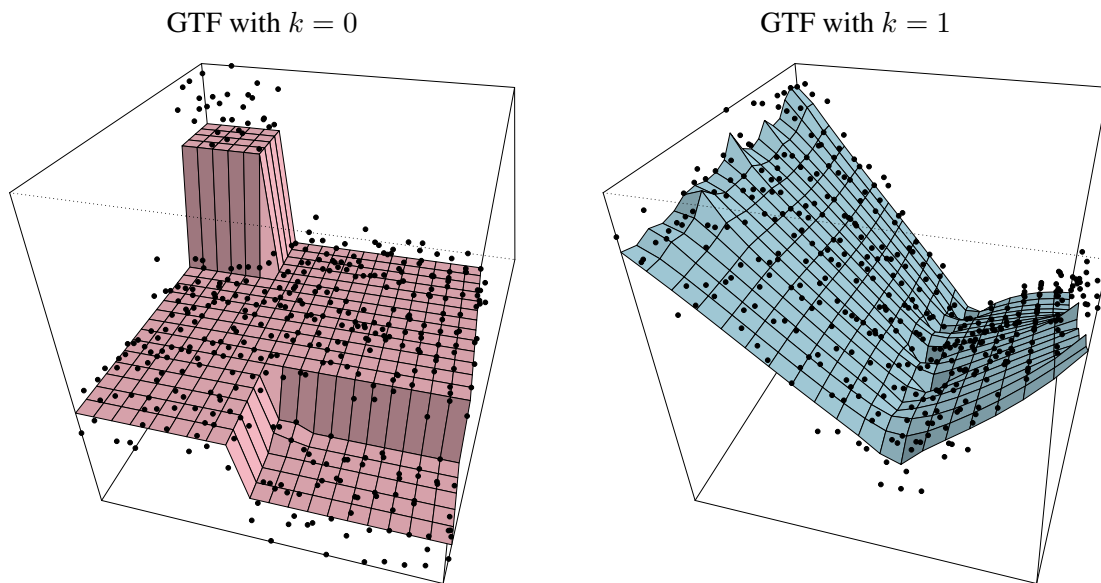 GTF with k = 0
GTF with k = 1